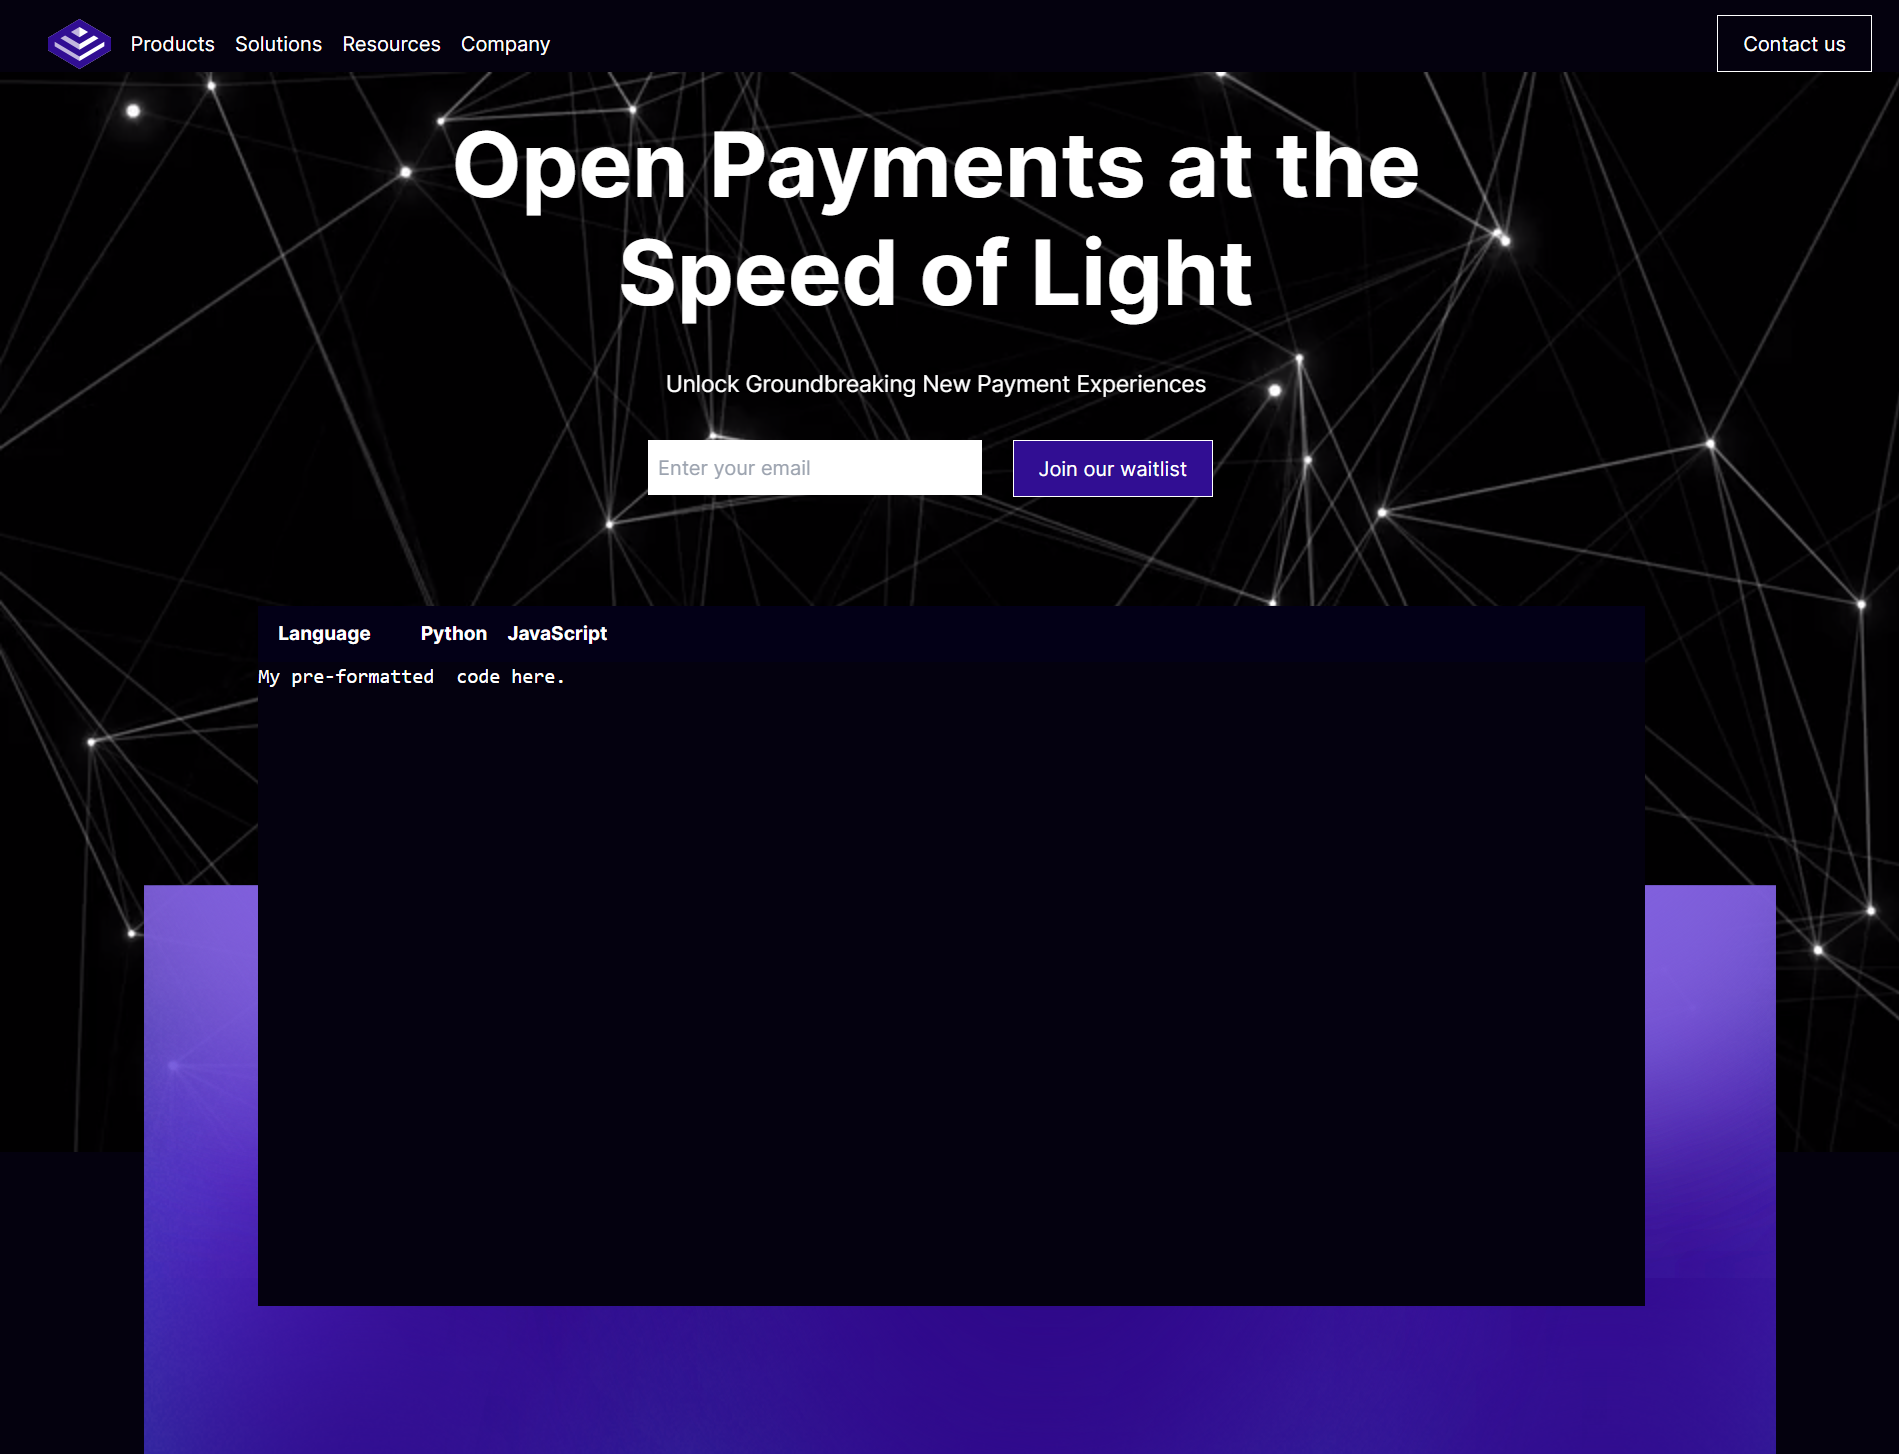 Products Solutions Resources Company Contact us
Open Payments at the
Speed of Light
Unlock Groundbreaking New Payment Experiences
Enter your email Join our waitlist
Language Python JavaScript
My pre-formatted  code here.